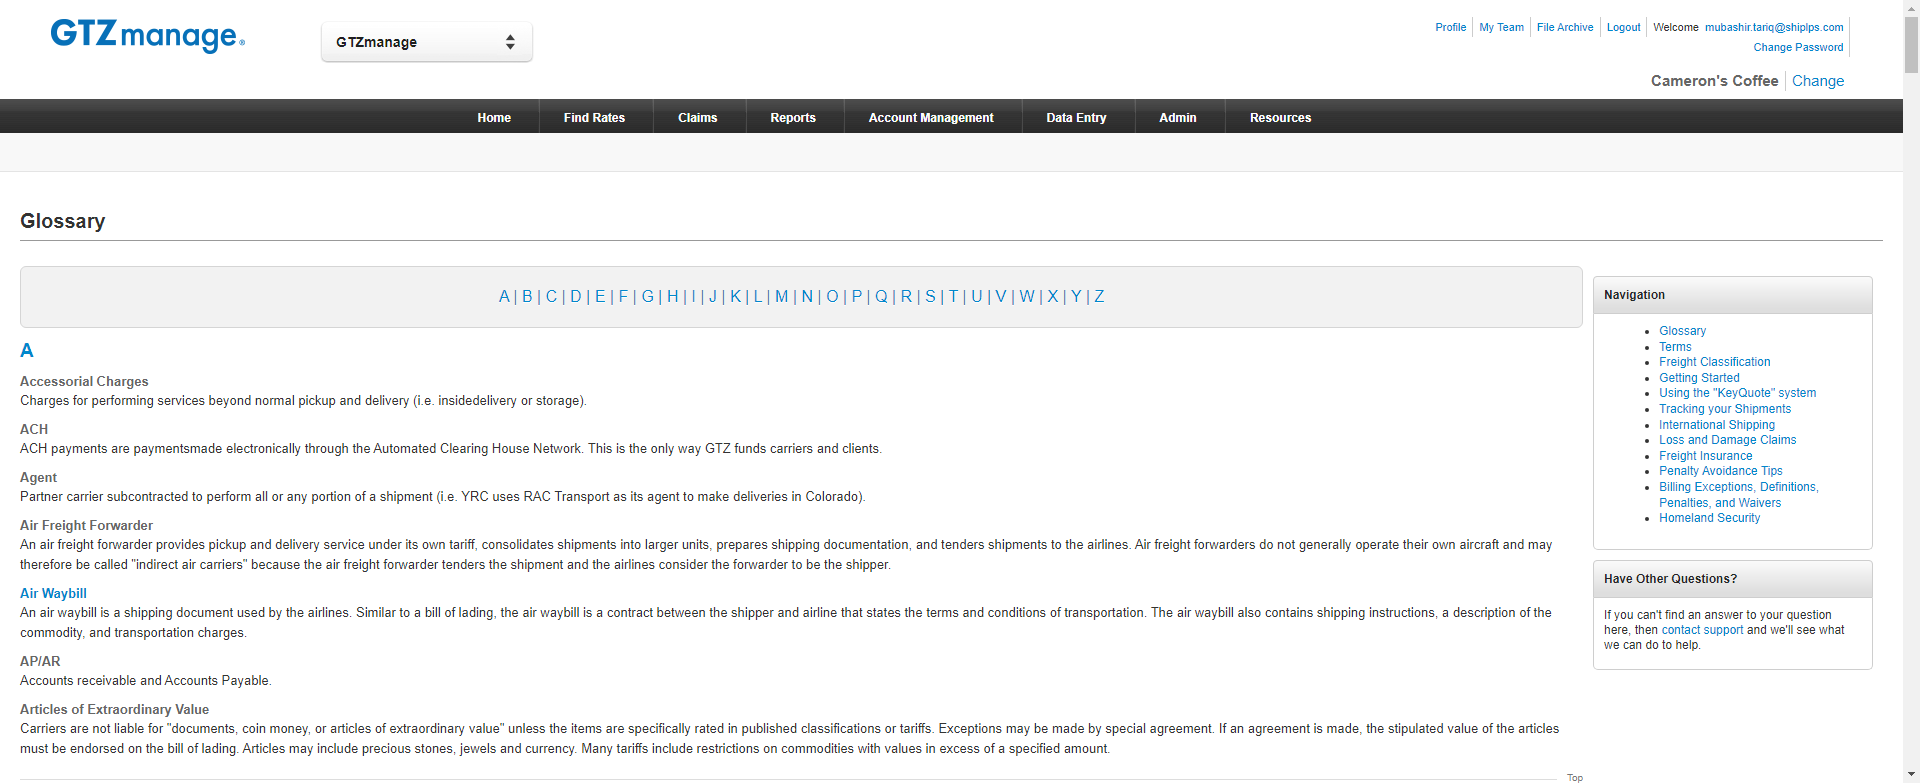 GTZmanage®
GTZmanage
Profile | My Team | File Archive | Logout | Welcome mubashir.tariq@shiplps.com
Change Password
Cameron's Coffee | Change
Home
Find Rates
Claims
Reports
Account Management
Data Entry
Admin
Resources
Glossary
A | B | C | D | E | F | G | H | I | J | K | L | M | N | O | P | Q | R | S | T | U | V | W | X | Y | Z
A
Accessorial Charges
Charges for performing services beyond normal pickup and delivery (i.e. insidedelivery or storage).
ACH
ACH payments are paymentsmade electronically through the Automated Clearing House Network. This is the only way GTZ funds carriers and clients.
Agent
Partner carrier subcontracted to perform all or any portion of a shipment (i.e. YRC uses RAC Transport as its agent to make deliveries in Colorado).
Air Freight Forwarder
An air freight forwarder provides pickup and delivery service under its own tariff, consolidates shipments into larger units, prepares shipping documentation, and tenders shipments to the airlines. Air freight forwarders do not generally operate their own aircraft and may
therefore be called "indirect air carriers" because the air freight forwarder tenders the shipment and the airlines consider the forwarder to be the shipper.
Air Waybill
An air waybill is a shipping document used by the airlines. Similar to a bill of lading, the air waybill is a contract between the shipper and airline that states the terms and conditions of transportation. The air waybill also contains shipping instructions, a description of the
commodity, and transportation charges.
AP/AR
Accounts receivable and Accounts Payable.
Articles of Extraordinary Value
Carriers are not liable for "documents, coin money, or articles of extraordinary value" unless the items are specifically rated in published classifications or tariffs. Exceptions may be made by special agreement. If an agreement is made, the stipulated value of the articles
must be endorsed on the bill of lading. Articles may include precious stones, jewels and currency. Many tariffs include restrictions on commodities with values in excess of a specified amount.
Top
Navigation
Glossary
Terms
Freight Classification
Getting Started
Using the "KeyQuote" system
Tracking your Shipments
International Shipping
Loss and Damage Claims
Freight Insurance
Penalty Avoidance Tips
Billing Exceptions, Definitions,
Penalties, and Waivers
Homeland Security
Have Other Questions?
If you can't find an answer to your question
here, then contact support and we'll see what
we can do to help.